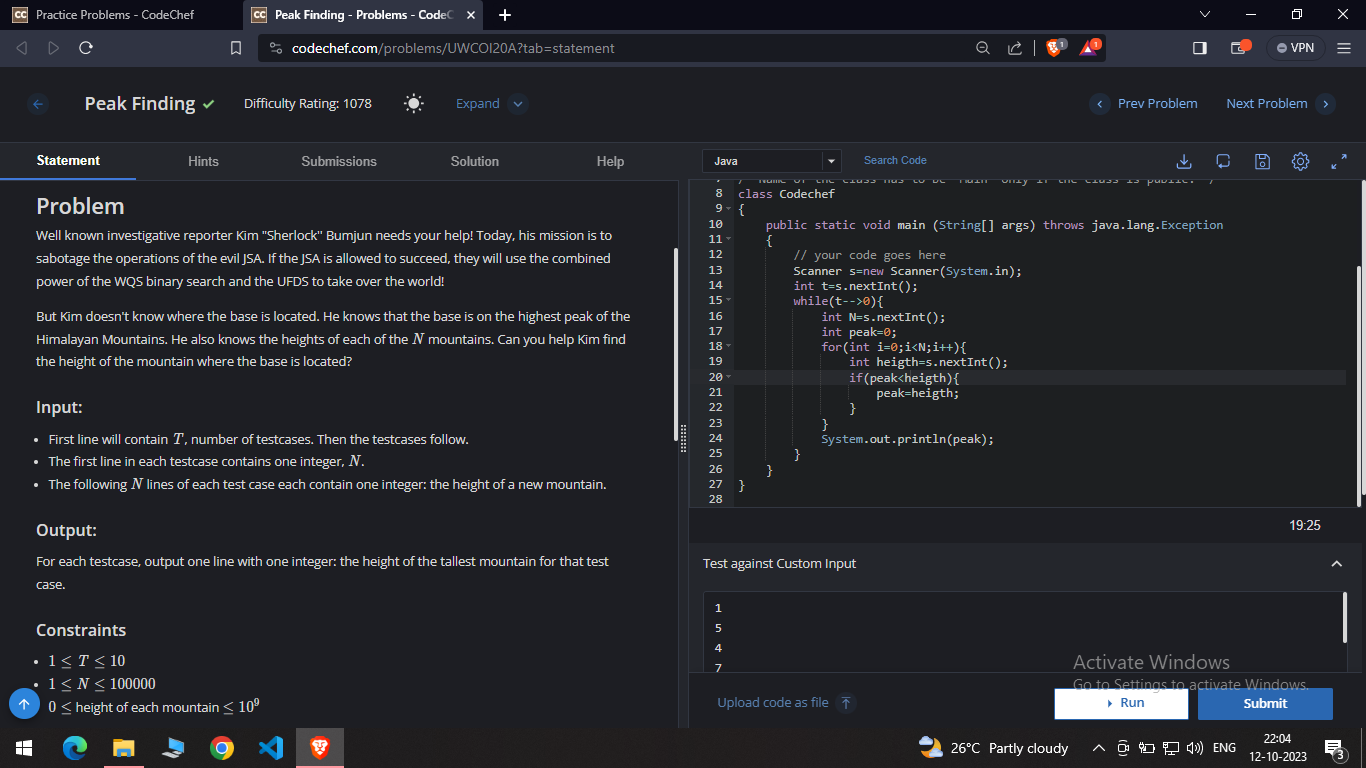 Practice Problems - CodeChef
Peak Finding - Problems - CodeC
codechef.com/problems/UWCOI20A?tab=statement
1
1
VPN
Peak Finding
Difficulty Rating: 1078
Expand
Prev Problem
Next Problem
Statement
Hints
Submissions
Solution
Help
Java
Search Code
Problem
Well known investigative reporter Kim "Sherlock" Bumjun needs your help! Today, his mission is to
sabotage the operations of the evil JSA. If the JSA is allowed to succeed, they will use the combined
power of the WQS binary search and the UFDS to take over the world!
But Kim doesn't know where the base is located. He knows that the base is on the highest peak of the
Himalayan Mountains. He also knows the heights of each of the N mountains. Can you help Kim find
the height of the mountain where the base is located?
Input:
• First line will contain T, number of testcases. Then the testcases follow.
• The first line in each testcase contains one integer, N.
• The following N lines of each test case each contain one integer: the height of a new mountain.
Output:
For each testcase, output one line with one integer: the height of the tallest mountain for that test
case.
Constraints
• 1 ≤ T ≤ 10
• 1 ≤ N ≤ 100000
• 0 ≤ height of each mountain ≤ 10⁹
8 class Codechef
9 {
10 public static void main (String[] args) throws java.lang.Exception
11 {
12 // your code goes here
13 Scanner s=new Scanner(System.in);
14 int t=s.nextInt();
15 while(t-->0){
16 int N=s.nextInt();
17 int peak=0;
18 for(int i=0;i<N;i++){
19 int heigth=s.nextInt();
20 if(peak<heigth){
21 peak=heigth;
22 }
23 }
24 System.out.println(peak);
25 }
26 }
27 }
28
19:25
Test against Custom Input
1
5
4
7
Activate Windows
Go to Settings to activate Windows.
Upload code as file
Run
Submit
26°C Partly cloudy
ENG
22:04
12-10-2023
3